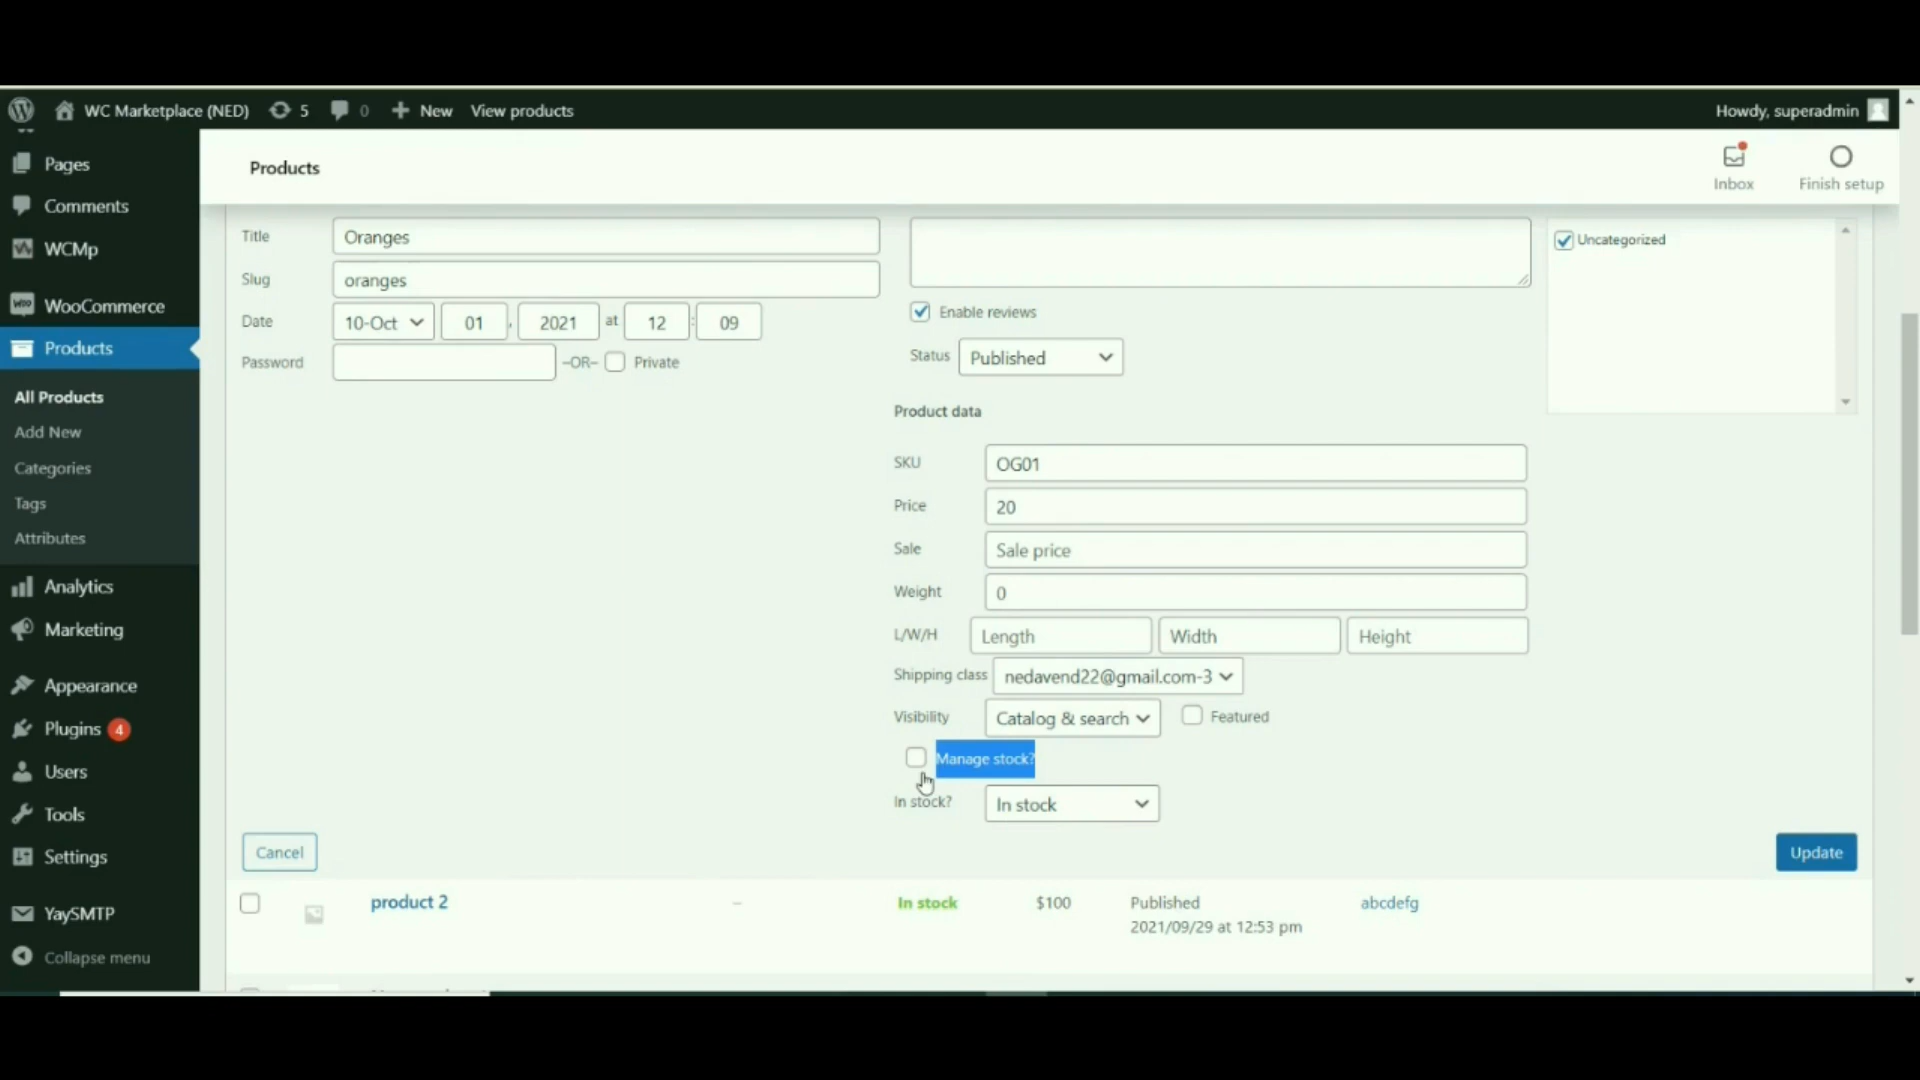 WC Marketplace (NED) 5 0 New View products Howdy, superadmin
Pages
Comments
WCMp
WooCommerce
Products
All Products
Add New
Categories
Tags
Attributes
Analytics
Marketing
Appearance
Plugins 4
Users
Tools
Settings
YaySMTP
Collapse menu
Products
Inbox
Finish setup
Title Oranges
Slug oranges
Date 10-Oct 01 , 2021 at 12 : 09
Password –OR– Private
Enable reviews
Status Published
Uncategorized
Product data
SKU OG01
Price 20
Sale Sale price
Weight 0
L/W/H Length Width Height
Shipping class nedavend22@gmail.com-3
Visibility Catalog & search Featured
Manage stock?
In stock? In stock
Cancel Update
product 2 – In stock $100 Published abcdefg
2021/09/29 at 12:53 pm